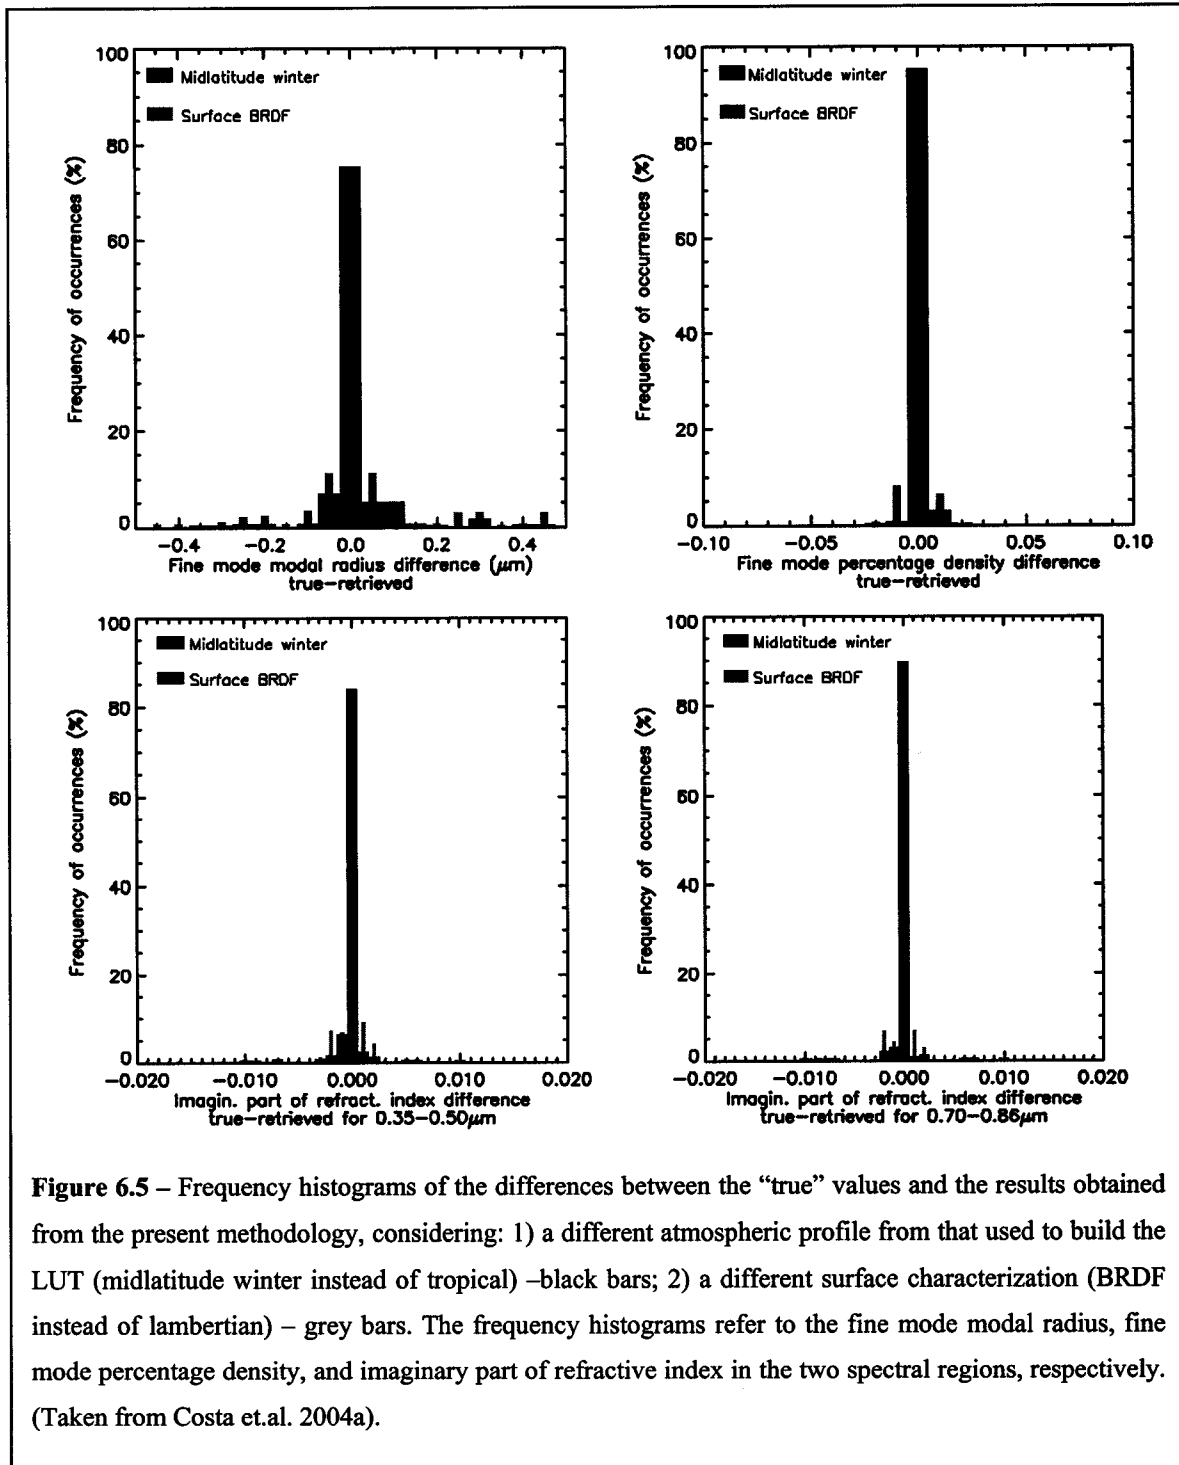 100
80
60
40
20
0
Frequency of occurrences (%)
Midlatitude winter
Surface BRDF
−0.4 −0.2 0.0 0.2 0.4
Fine mode modal radius difference (μm)
true−retrieved
100
80
60
40
20
0
Frequency of occurrences (%)
Midlatitude winter
Surface BRDF
−0.10 −0.05 0.00 0.05 0.10
Fine mode percentage density difference
true−retrieved
100
80
60
40
20
0
Frequency of occurrences (%)
Midlatitude winter
Surface BRDF
−0.020 −0.010 0.000 0.010 0.020
Imagin. part of refract. index difference
true−retrieved for 0.35−0.50μm
100
80
60
40
20
0
Frequency of occurrences (%)
Midlatitude winter
Surface BRDF
−0.020 −0.010 0.000 0.010 0.020
Imagin. part of refract. index difference
true−retrieved for 0.70−0.86μm
Figure 6.5 – Frequency histograms of the differences between the “true” values and the results obtained
from the present methodology, considering: 1) a different atmospheric profile from that used to build the
LUT (midlatitude winter instead of tropical) –black bars; 2) a different surface characterization (BRDF
instead of lambertian) – grey bars. The frequency histograms refer to the fine mode modal radius, fine
mode percentage density, and imaginary part of refractive index in the two spectral regions, respectively.
(Taken from Costa et.al. 2004a).